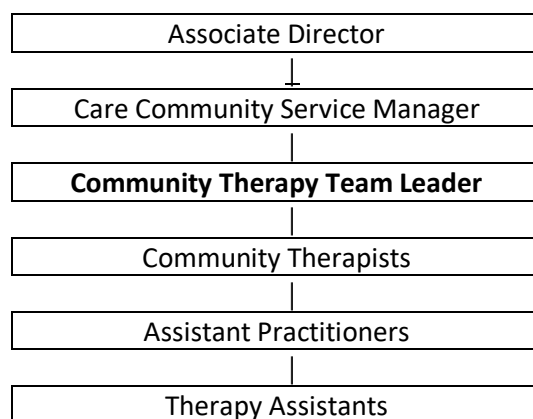 Associate Director
Care Community Service Manager
Community Therapy Team Leader
Community Therapists
Assistant Practitioners
Therapy Assistants